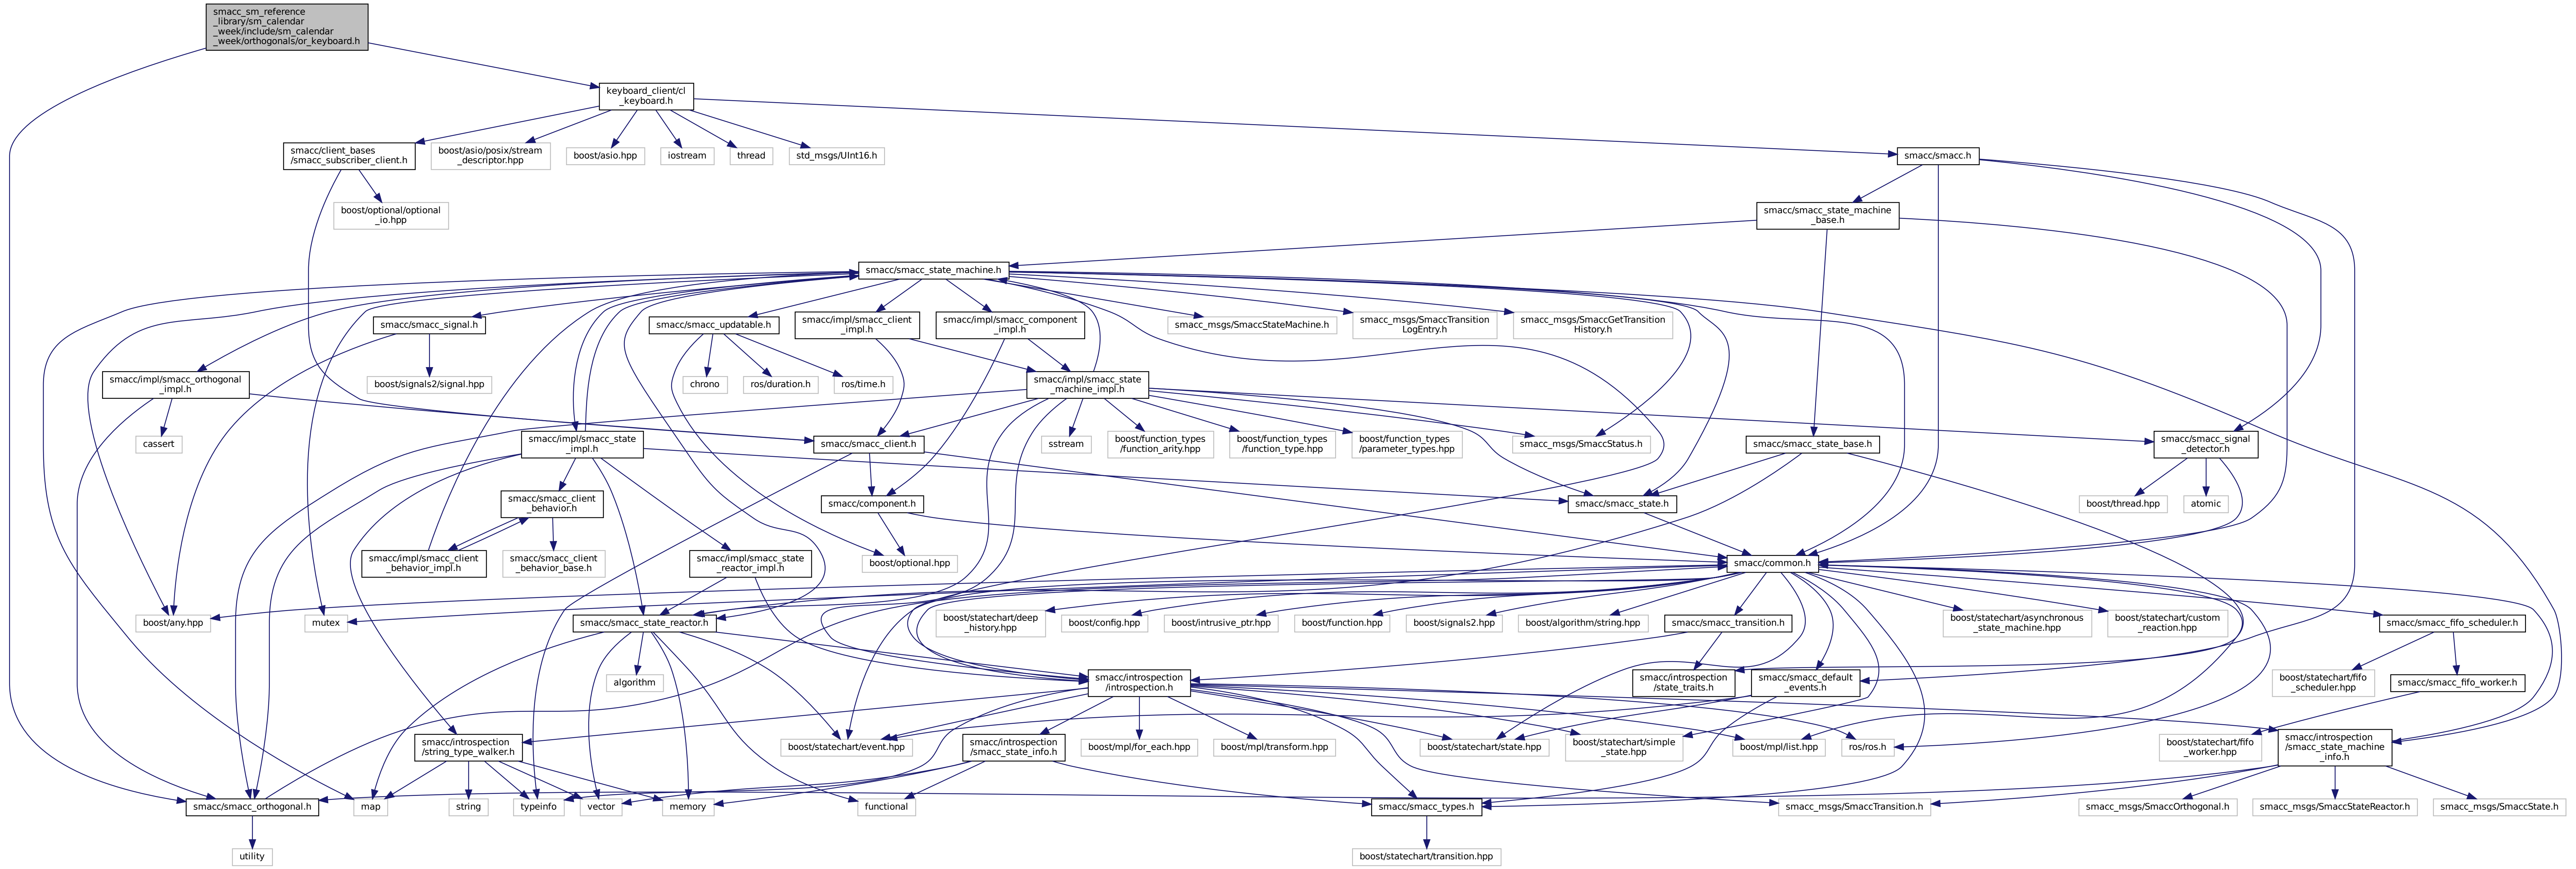 smacc_sm_reference
_library/sm_calendar
_week/include/sm_calendar
_week/orthogonals/or_keyboard.h
keyboard_client/cl
_keyboard.h
smacc/client_bases
/smacc_subscriber_client.h
boost/asio/posix/stream
_descriptor.hpp
boost/asio.hpp
iostream
thread
std_msgs/UInt16.h
smacc/smacc.h
boost/optional/optional
_io.hpp
smacc/smacc_state_machine
_base.h
smacc/smacc_state_machine.h
smacc/smacc_signal.h
smacc/smacc_updatable.h
smacc/impl/smacc_client
_impl.h
smacc/impl/smacc_component
_impl.h
smacc_msgs/SmaccStateMachine.h
smacc_msgs/SmaccTransition
LogEntry.h
smacc_msgs/SmaccGetTransition
History.h
smacc/impl/smacc_orthogonal
_impl.h
boost/signals2/signal.hpp
chrono
ros/duration.h
ros/time.h
smacc/impl/smacc_state
_machine_impl.h
cassert
smacc/impl/smacc_state
_impl.h
smacc/smacc_client.h
sstream
boost/function_types
/function_arity.hpp
boost/function_types
/function_type.hpp
boost/function_types
/parameter_types.hpp
smacc_msgs/SmaccStatus.h
smacc/smacc_state_base.h
smacc/smacc_signal
_detector.h
smacc/smacc_client
_behavior.h
smacc/component.h
smacc/smacc_state.h
boost/thread.hpp
atomic
smacc/impl/smacc_client
_behavior_impl.h
smacc/smacc_client
_behavior_base.h
smacc/impl/smacc_state
_reactor_impl.h
boost/optional.hpp
smacc/common.h
boost/any.hpp
mutex
smacc/smacc_state_reactor.h
boost/statechart/deep
_history.hpp
boost/config.hpp
boost/intrusive_ptr.hpp
boost/function.hpp
boost/signals2.hpp
boost/algorithm/string.hpp
smacc/smacc_transition.h
boost/statechart/asynchronous
_state_machine.hpp
boost/statechart/custom
_reaction.hpp
smacc/smacc_fifo_scheduler.h
algorithm
smacc/introspection
/introspection.h
smacc/introspection
/state_traits.h
smacc/smacc_default
_events.h
boost/statechart/fifo
_scheduler.hpp
smacc/smacc_fifo_worker.h
smacc/introspection
/string_type_walker.h
boost/statechart/event.hpp
smacc/introspection
/smacc_state_info.h
boost/mpl/for_each.hpp
boost/mpl/transform.hpp
boost/statechart/state.hpp
boost/statechart/simple
_state.hpp
boost/mpl/list.hpp
ros/ros.h
boost/statechart/fifo
_worker.hpp
smacc/introspection
/smacc_state_machine
_info.h
smacc/smacc_orthogonal.h
map
string
typeinfo
vector
memory
functional
smacc/smacc_types.h
smacc_msgs/SmaccTransition.h
smacc_msgs/SmaccOrthogonal.h
smacc_msgs/SmaccStateReactor.h
smacc_msgs/SmaccState.h
utility
boost/statechart/transition.hpp